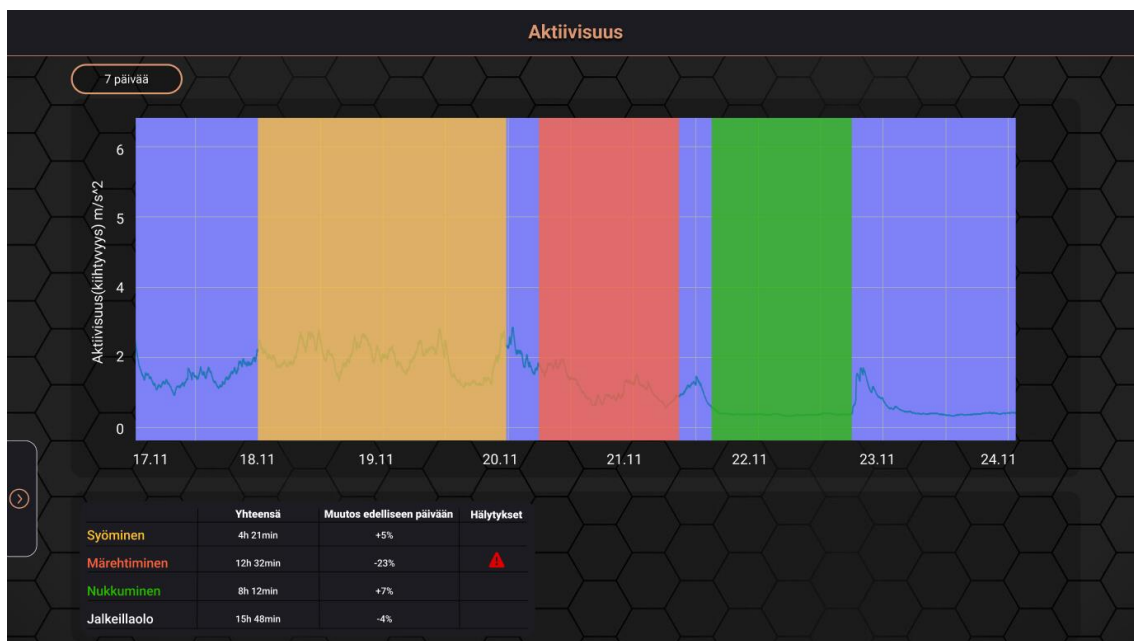 Aktiivisuus
7 päivää
Aktiivisuus(kiihtyvyys) m/s^2
6
5
4
2
0
17.11 18.11 19.11 20.11 21.11 22.11 23.11 24.11
Yhteensä Muutos edelliseen päivään Hälytykset
Syöminen 4h 21min +5%
Märehtiminen 12h 32min -23%
Nukkuminen 8h 12min +7%
Jalkeillaolo 15h 48min -4%